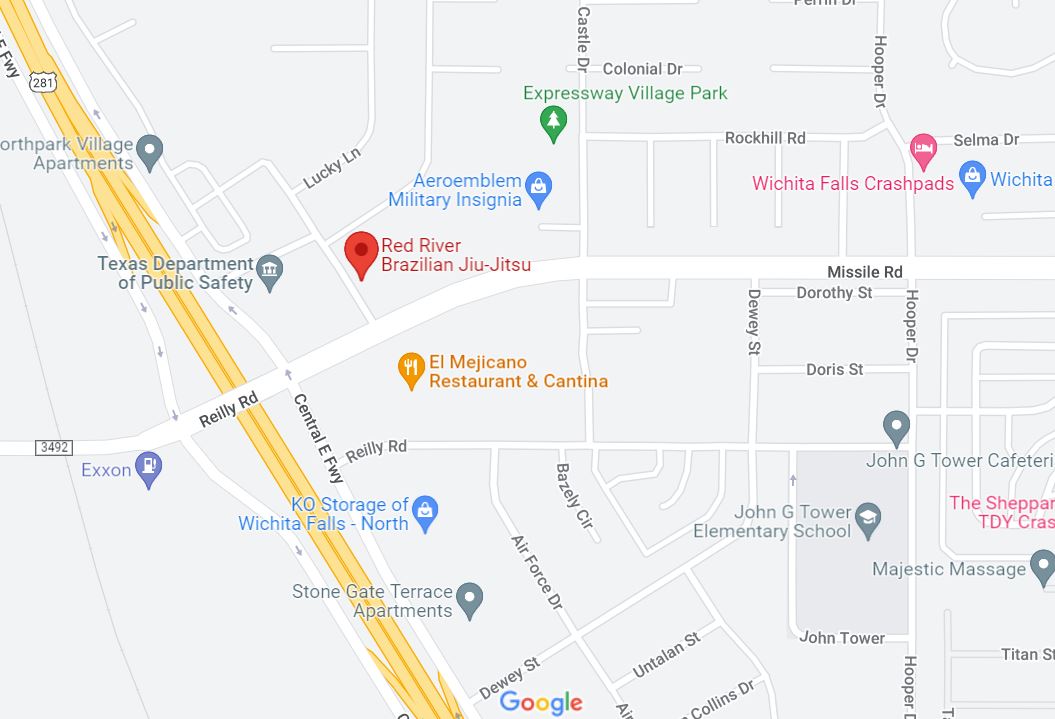 Perrin Dr
Castle Dr
Hooper Dr
E Fwy
281
Colonial Dr
Expressway Village Park
Rockhill Rd
Selma Dr
orthpark Village
Apartments
Lucky Ln
Aeroemblem
Military Insignia
Wichita Falls Crashpads
Wichita
Red River
Brazilian Jiu-Jitsu
Texas Department
of Public Safety
Missile Rd
Dorothy St
Dewey St
Hooper Dr
El Mejicano
Restaurant & Cantina
Doris St
Reilly Rd
Central E Fwy
3492
Reilly Rd
Exxon
John G Tower Cafeteri
Bazely Cir
KO Storage of
Wichita Falls - North
John G Tower
Elementary School
The Sheppar
TDY Cras
Air Force Dr
Majestic Massage
Stone Gate Terrace
Apartments
John Tower
Untalan St
Titan St
Dewey St
Collins Dr
Hooper D
Google
Air
Ta